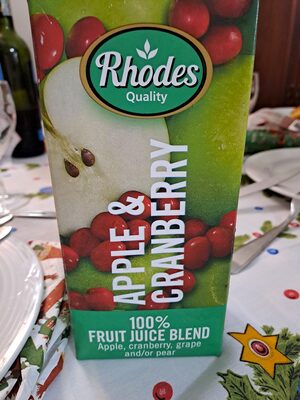 Rhodes
Quality
APPLE &
CRANBERRY
100%
FRUIT JUICE BLEND
Apple, cranberry, grape
and/or pear